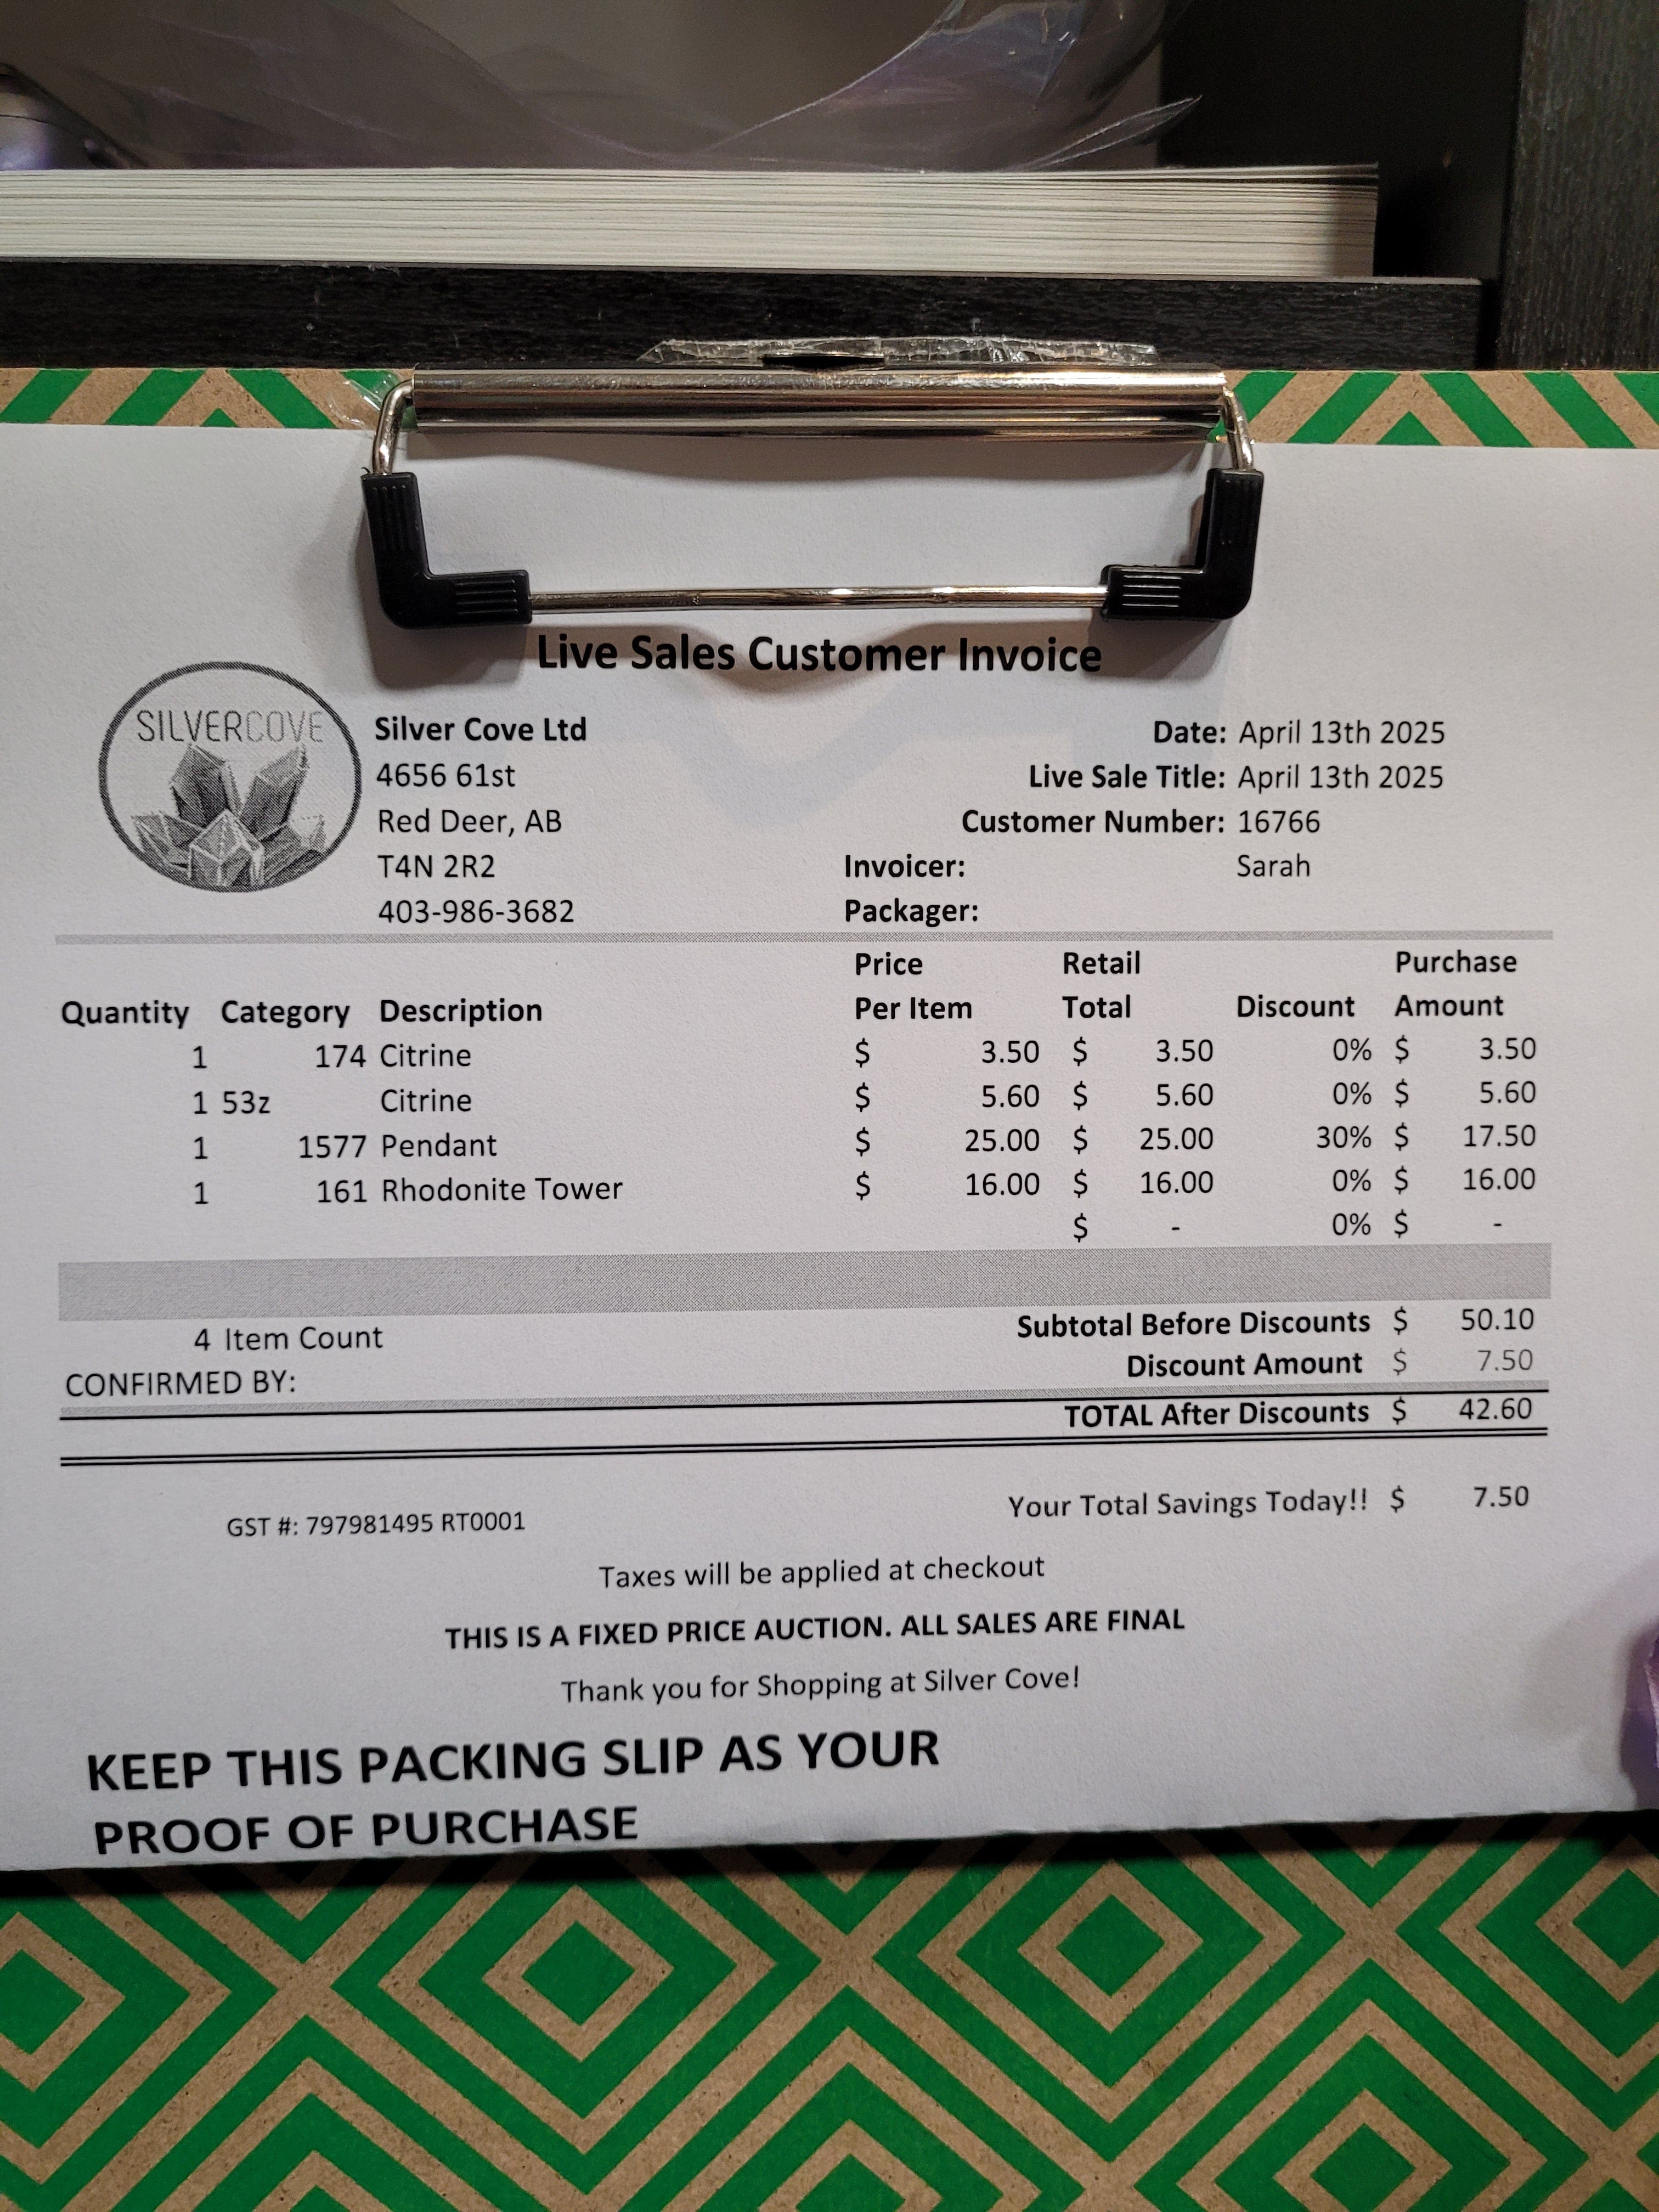 Live Sales Customer Invoice
SILVERCOVE
Silver Cove Ltd
4656 61st
Red Deer, AB
T4N 2R2
403-986-3682
Date: April 13th 2025
Live Sale Title: April 13th 2025
Customer Number: 16766
Invoicer: Sarah
Packager:
Quantity Category Description Price Per Item Retail Total Discount Purchase Amount
1 174 Citrine $ 3.50 $ 3.50 0% $ 3.50
1 53z Citrine $ 5.60 $ 5.60 0% $ 5.60
1 1577 Pendant $ 25.00 $ 25.00 30% $ 17.50
1 161 Rhodonite Tower $ 16.00 $ 16.00 0% $ 16.00
$ - 0% $ -
Subtotal Before Discounts $ 50.10
4 Item Count
Discount Amount $ 7.50
CONFIRMED BY:
TOTAL After Discounts $ 42.60
Your Total Savings Today!! $ 7.50
GST #: 797981495 RT0001
Taxes will be applied at checkout
THIS IS A FIXED PRICE AUCTION. ALL SALES ARE FINAL
Thank you for Shopping at Silver Cove!
KEEP THIS PACKING SLIP AS YOUR
PROOF OF PURCHASE